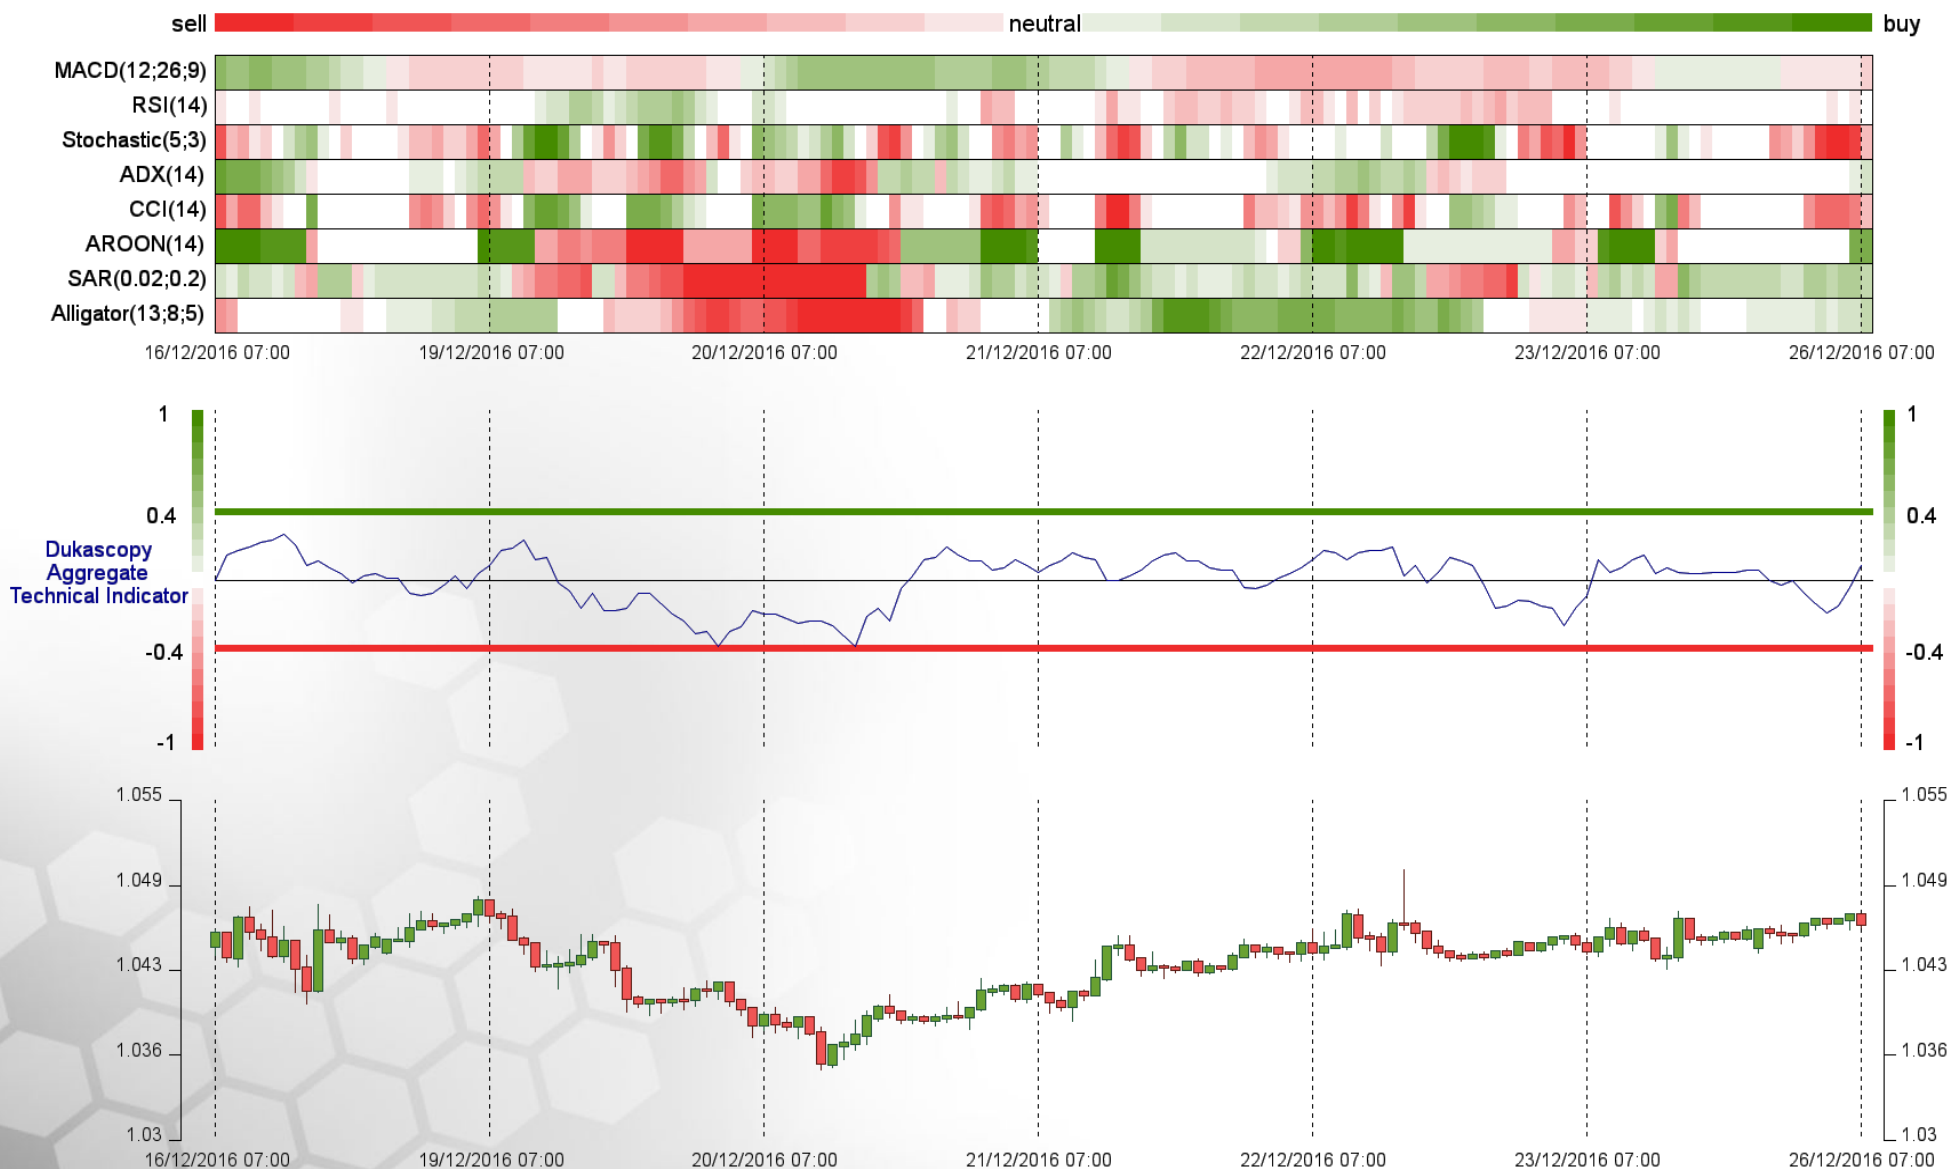 sell neutral buy
MACD(12;26;9)
RSI(14)
Stochastic(5;3)
ADX(14)
CCI(14)
AROON(14)
SAR(0.02;0.2)
Alligator(13;8;5)
16/12/2016 07:00 19/12/2016 07:00 20/12/2016 07:00 21/12/2016 07:00 22/12/2016 07:00 23/12/2016 07:00 26/12/2016 07:00
1 1
0.4 0.4
Dukascopy
Aggregate
Technical Indicator
-0.4 -0.4
-1 -1
1.055 1.055
1.049 1.049
1.043 1.043
1.036 1.036
1.03 1.03
16/12/2016 07:00 19/12/2016 07:00 20/12/2016 07:00 21/12/2016 07:00 22/12/2016 07:00 23/12/2016 07:00 26/12/2016 07:00